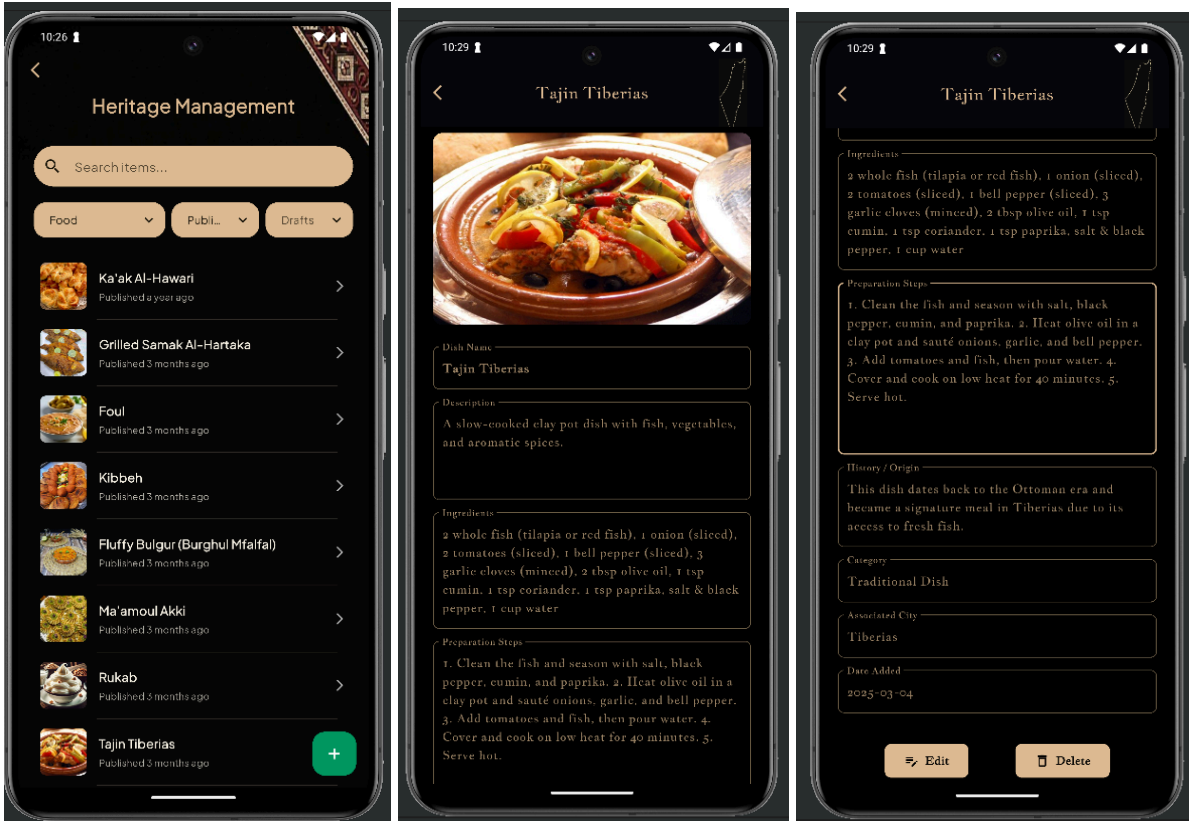 10:26
Heritage Management
Search items...
Food
Publi...
Drafts
Ka'ak Al-Hawari
Published a year ago
Grilled Samak Al-Hartaka
Published 3 months ago
Foul
Published 3 months ago
Kibbeh
Published 3 months ago
Fluffy Bulgur (Burghul Mfalfal)
Published 3 months ago
Ma'amoul Akki
Published 3 months ago
Rukab
Published 3 months ago
Tajin Tiberias
Published 3 months ago
+
10:29
Tajin Tiberias
Dish Name
Tajin Tiberias
Description
A slow-cooked clay pot dish with fish, vegetables,
and aromatic spices.
Ingredients
2 whole fish (tilapia or red fish), 1 onion (sliced),
2 tomatoes (sliced), 1 bell pepper (sliced), 3
garlic cloves (minced), 2 tbsp olive oil, 1 tsp
cumin, 1 tsp coriander, 1 tsp paprika, salt & black
pepper, 1 cup water
Preparation Steps
1. Clean the fish and season with salt, black
pepper, cumin, and paprika. 2. Heat olive oil in a
clay pot and sauté onions, garlic, and bell pepper.
3. Add tomatoes and fish, then pour water. 4.
Cover and cook on low heat for 40 minutes. 5.
Serve hot.
10:29
Tajin Tiberias
Ingredients
2 whole fish (tilapia or red fish), 1 onion (sliced),
2 tomatoes (sliced), 1 bell pepper (sliced), 3
garlic cloves (minced), 2 tbsp olive oil, 1 tsp
cumin, 1 tsp coriander, 1 tsp paprika, salt & black
pepper, 1 cup water
Preparation Steps
1. Clean the fish and season with salt, black
pepper, cumin, and paprika. 2. Heat olive oil in a
clay pot and sauté onions, garlic, and bell pepper.
3. Add tomatoes and fish, then pour water. 4.
Cover and cook on low heat for 40 minutes. 5.
Serve hot.
History / Origin
This dish dates back to the Ottoman era and
became a signature meal in Tiberias due to its
access to fresh fish.
Category
Traditional Dish
Associated City
Tiberias
Date Added
2025-03-04
Edit
Delete